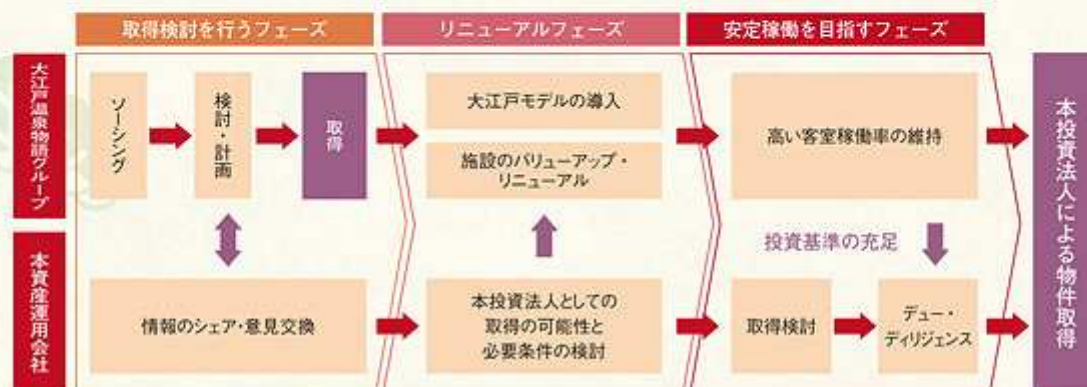 取得検討を行うフェーズ
リニューアルフェーズ
安定稼働を目指すフェーズ
大江戸温泉物語グループ
ソーシング
検討・計画
取得
大江戸モデルの導入
施設のバリューアップ・
リニューアル
高い客室稼働率の維持
投資基準の充足
本資産運用会社
情報のシェア・意見交換
本投資法人としての
取得の可能性と
必要条件の検討
取得検討
デュー・
ディリジェンス
本投資法人による物件取得